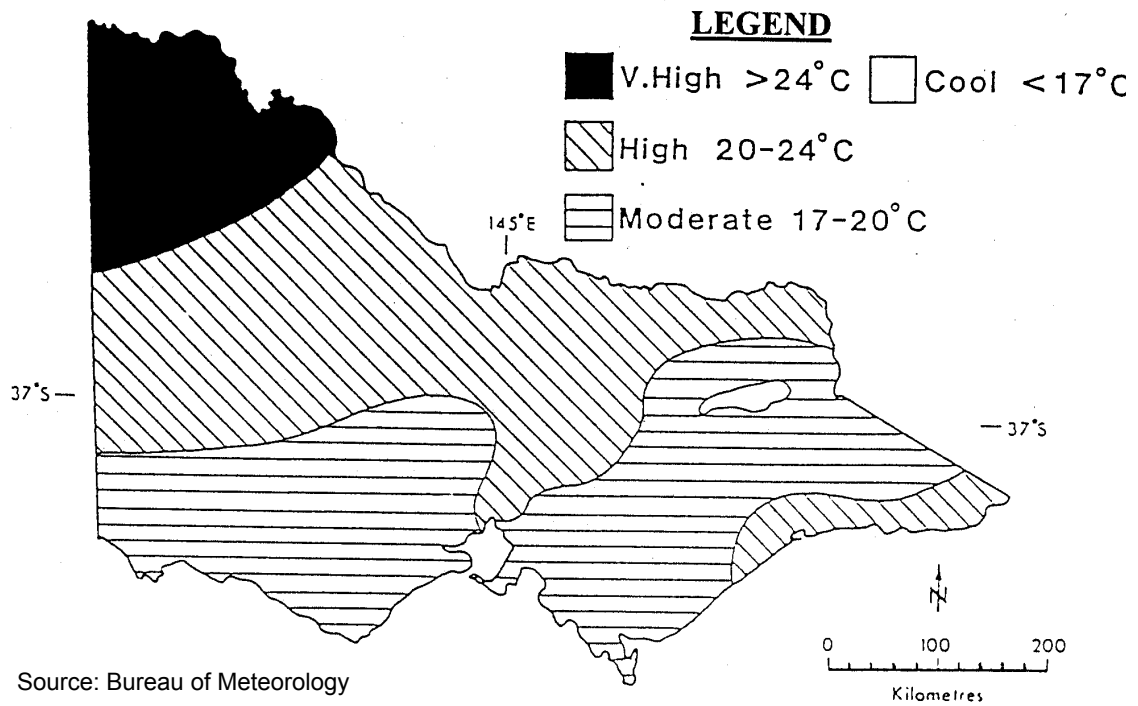 LEGEND
V.High >24°C Cool <17°C
High 20-24°C
Moderate 17-20°C
145°E
37°S
37°S
N
0 100 200
Kilometres
Source: Bureau of Meteorology